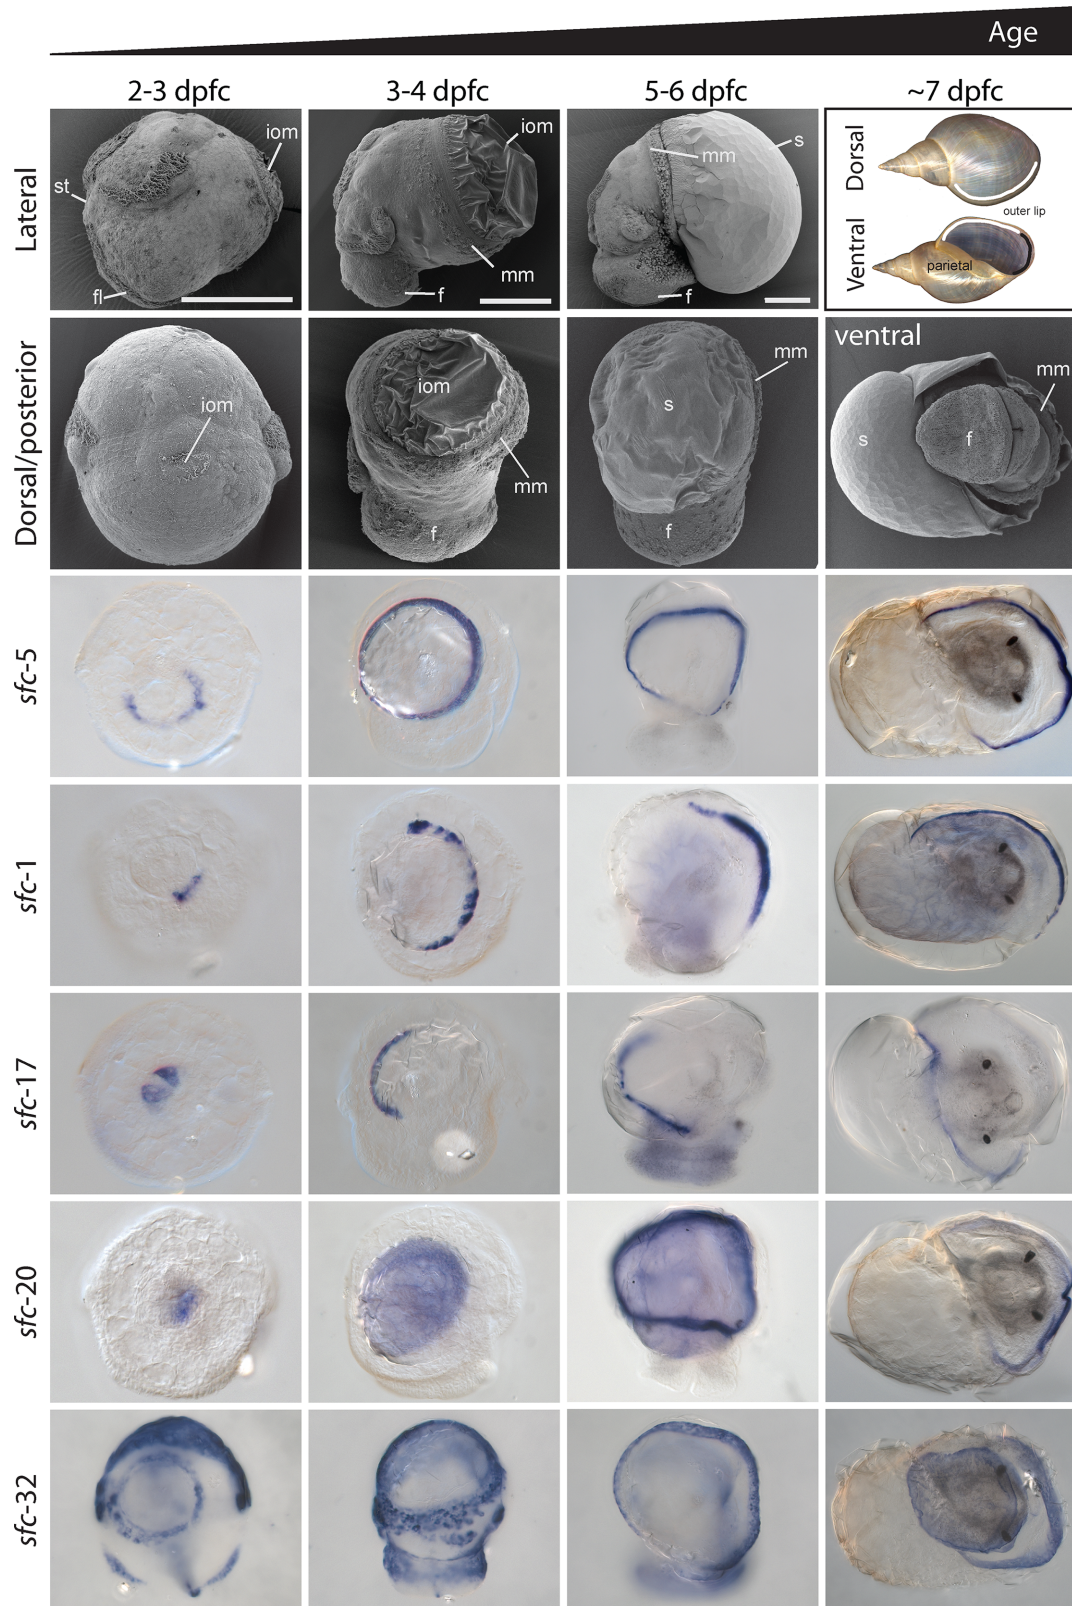 Age
2-3 dpfc
3-4 dpfc
5-6 dpfc
~7 dpfc
Lateral
st
iom
fl
iom
mm
f
mm
s
f
Dorsal
outer lip
Ventral
parietal
Dorsal/posterior
iom
iom
mm
f
mm
s
f
ventral
mm
s
f
sfc-5
sfc-1
sfc-17
sfc-20
sfc-32